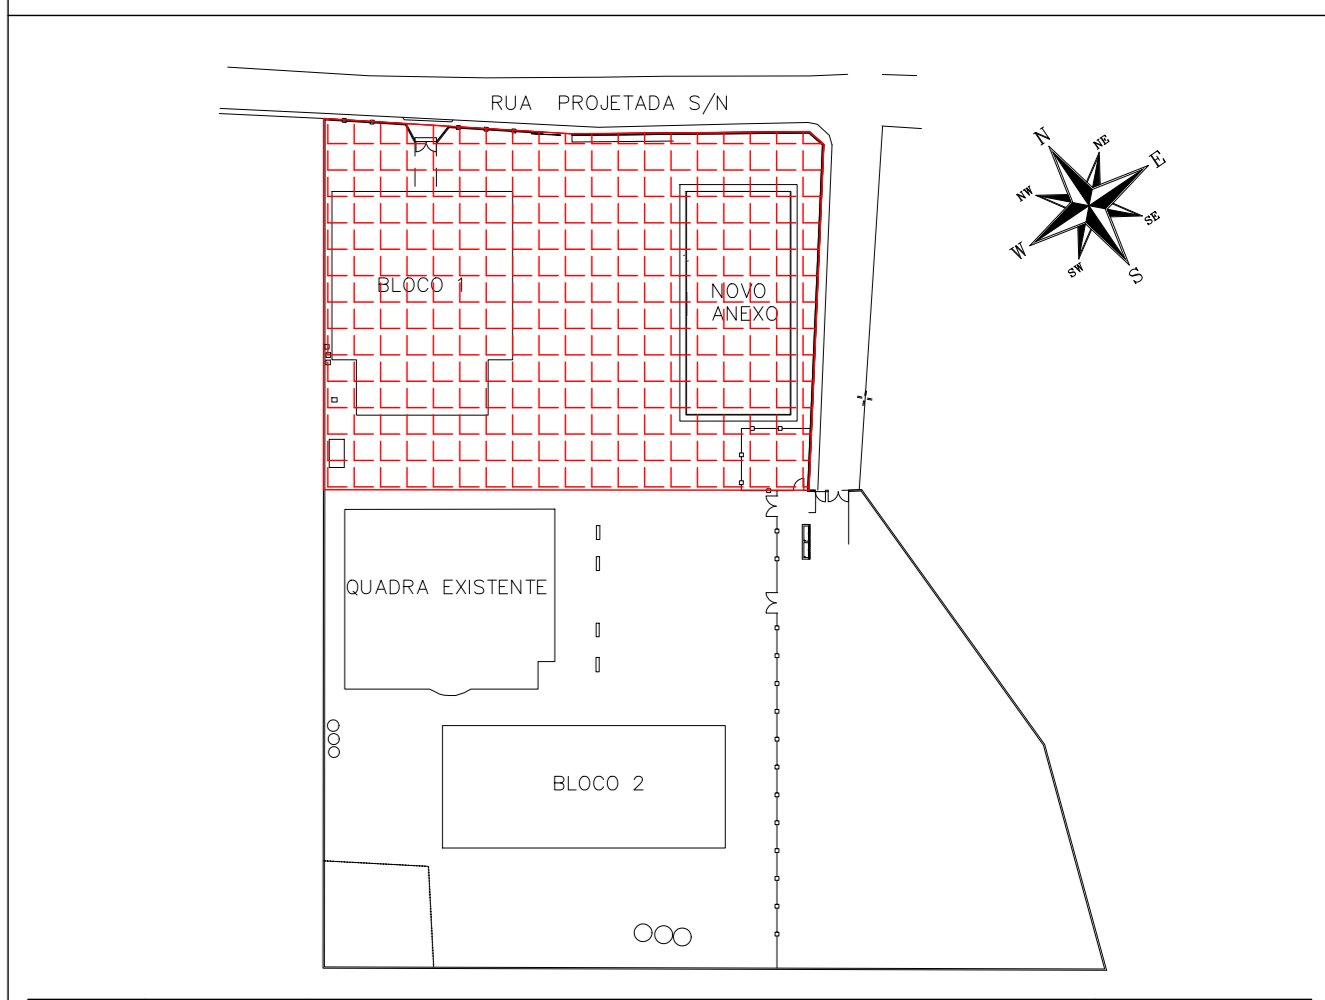 RUA PROJETADA S/N
N
NE
E
NW
SE
W
SW
S
BLOCO 1
NOVO
ANEXO
QUADRA EXISTENTE
BLOCO 2